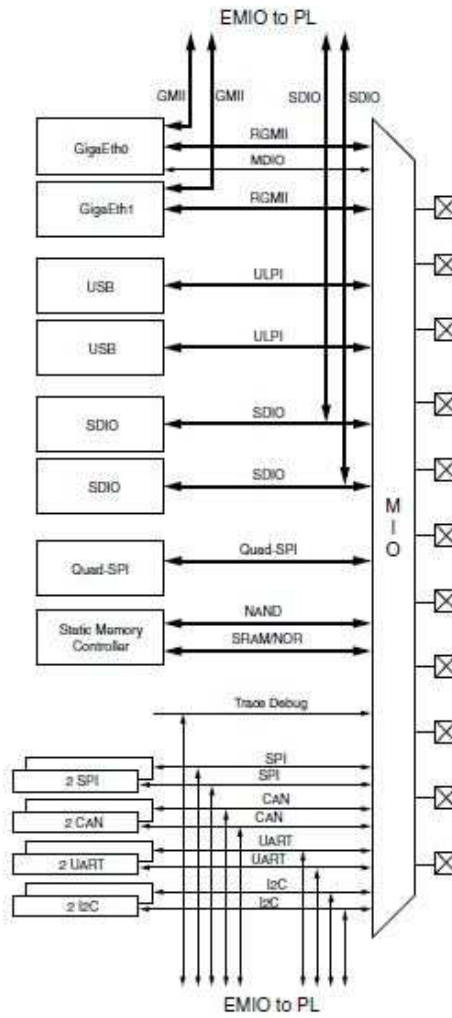 EMIO to PL
GMII
GMII
SDIO
SDIO
GigaEth0
RGMII
MDIO
GigaEth1
RGMII
USB
ULPI
USB
ULPI
SDIO
SDIO
SDIO
SDIO
MIO
Quad-SPI
Quad-SPI
Static Memory
Controller
NAND
SRAM/NOR
Trace Debug
SPI
2 SPI
SPI
CAN
2 CAN
CAN
UART
2 UART
UART
I2C
2 I2C
I2C
EMIO to PL